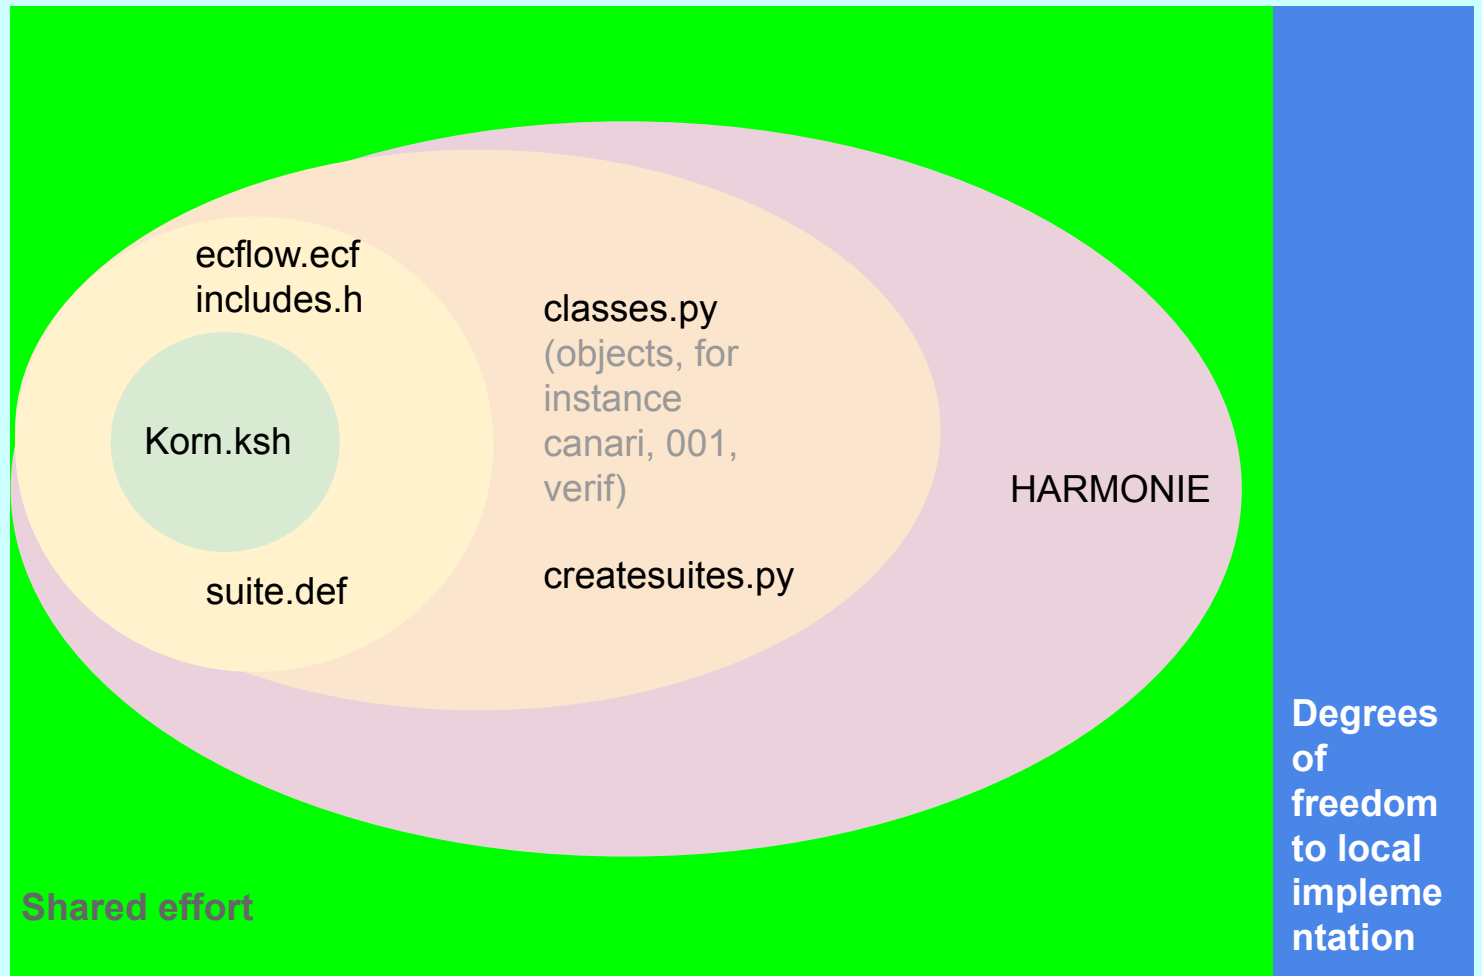 ecflow.ecf
includes.h
Korn.ksh
suite.def
classes.py
(objects, for
instance
canari, 001,
verif)
createsuites.py
HARMONIE
Shared effort
Degrees
of
freedom
to local
impleme
ntation